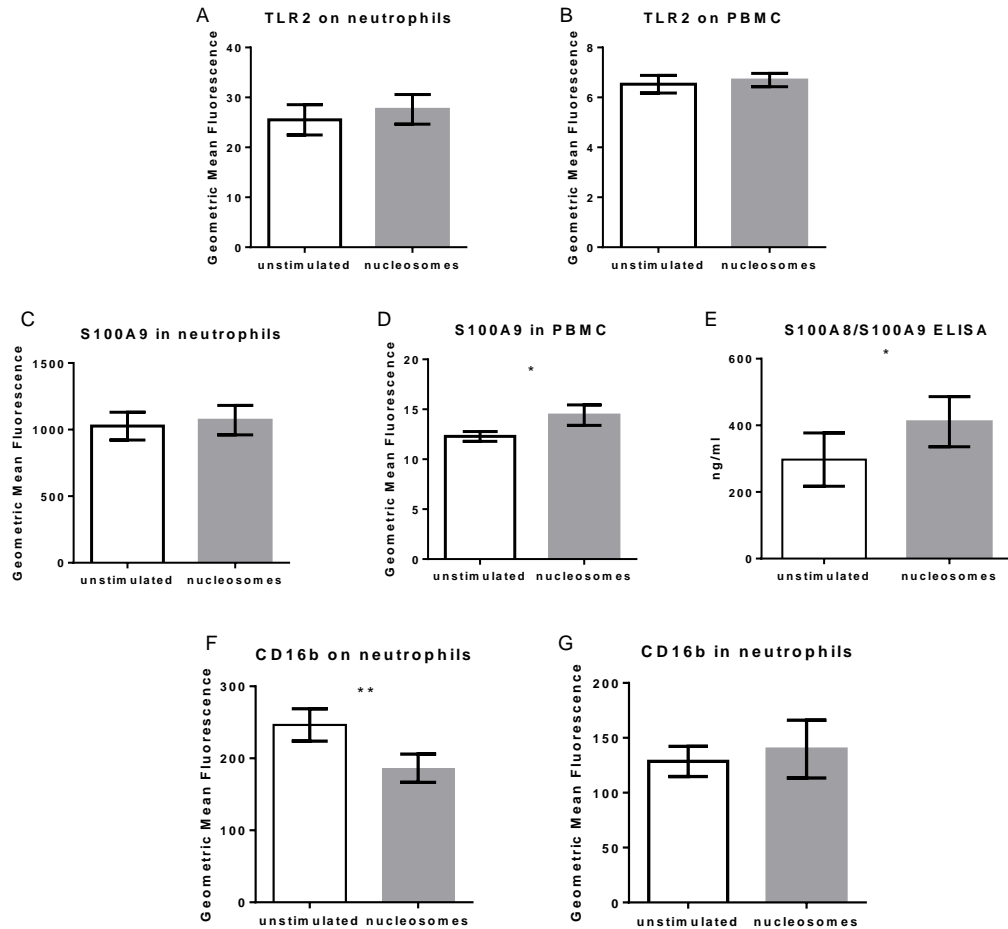 A
TLR2 on neutrophils
Geometric Mean Fluorescence
40
30
20
10
0
unstimulated
nucleosomes
B
TLR2 on PBMC
Geometric Mean Fluorescence
8
6
4
2
0
unstimulated
nucleosomes
C
S100A9 in neutrophils
Geometric Mean Fluorescence
1500
1000
500
0
unstimulated
nucleosomes
D
S100A9 in PBMC
Geometric Mean Fluorescence
20
15
10
5
0
*
unstimulated
nucleosomes
E
S100A8/S100A9 ELISA
ng/ml
600
400
200
0
*
unstimulated
nucleosomes
F
CD16b on neutrophils
Geometric Mean Fluorescence
300
200
100
0
**
unstimulated
nucleosomes
G
CD16b in neutrophils
Geometric Mean Fluorescence
200
150
100
50
0
unstimulated
nucleosomes